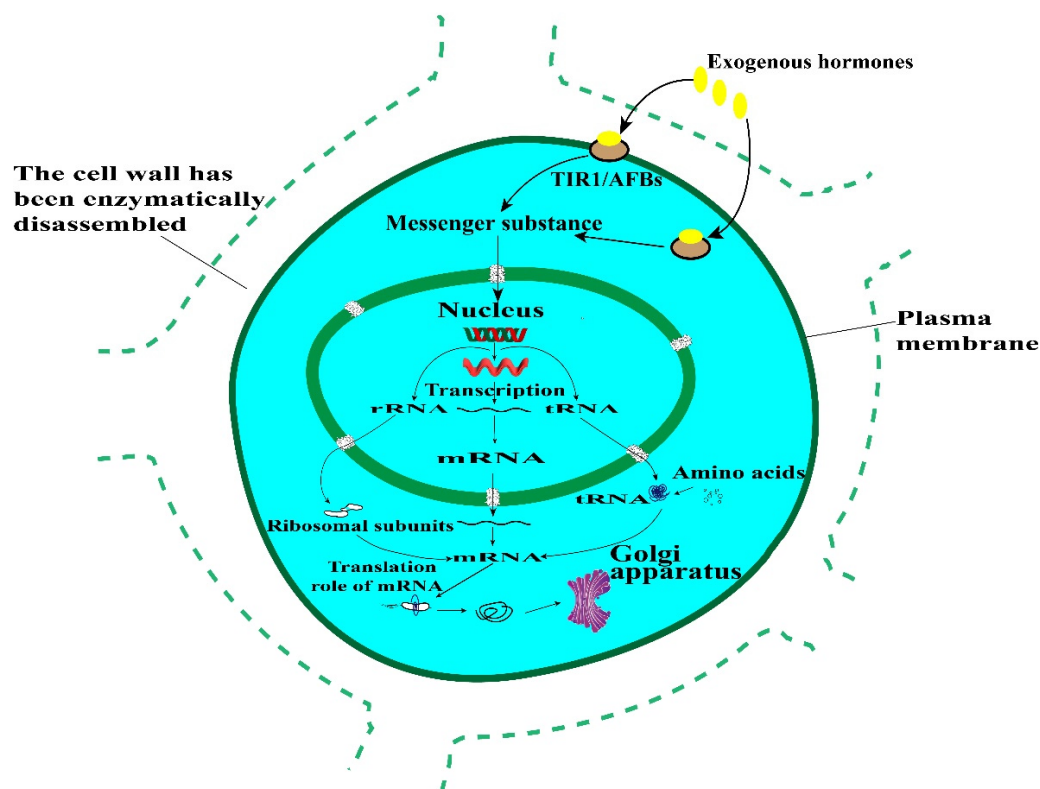 Exogenous hormones
The cell wall has
been enzymatically
disassembled
TIR1/AFBs
Messenger substance
Nucleus
Plasma
membrane
Transcription
rRNA
tRNA
mRNA
Amino acids
tRNA
Ribosomal subunits
mRNA
Golgi
apparatus
Translation
role of mRNA